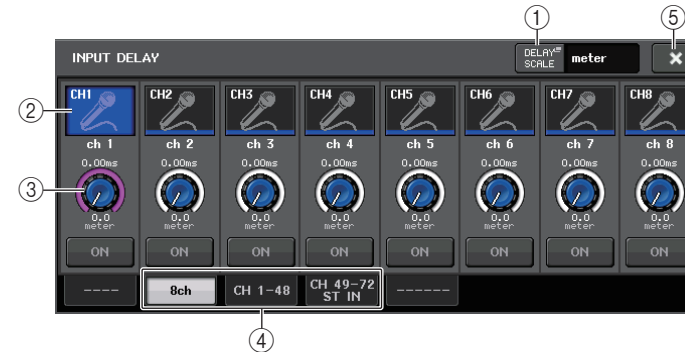 ① ⑤
INPUT DELAY
DELAY SCALE meter
②
CH1 CH2 CH3 CH4 CH5 CH6 CH7 CH8
ch 1 ch 2 ch 3 ch 4 ch 5 ch 6 ch 7 ch 8
0.00ms 0.00ms 0.00ms 0.00ms 0.00ms 0.00ms 0.00ms 0.00ms
③
0.0 0.0 0.0 0.0 0.0 0.0 0.0 0.0
meter meter meter meter meter meter meter meter
ON ON ON ON ON ON ON ON
---- 8ch CH 1-48 CH 49-72 ST IN ------
④